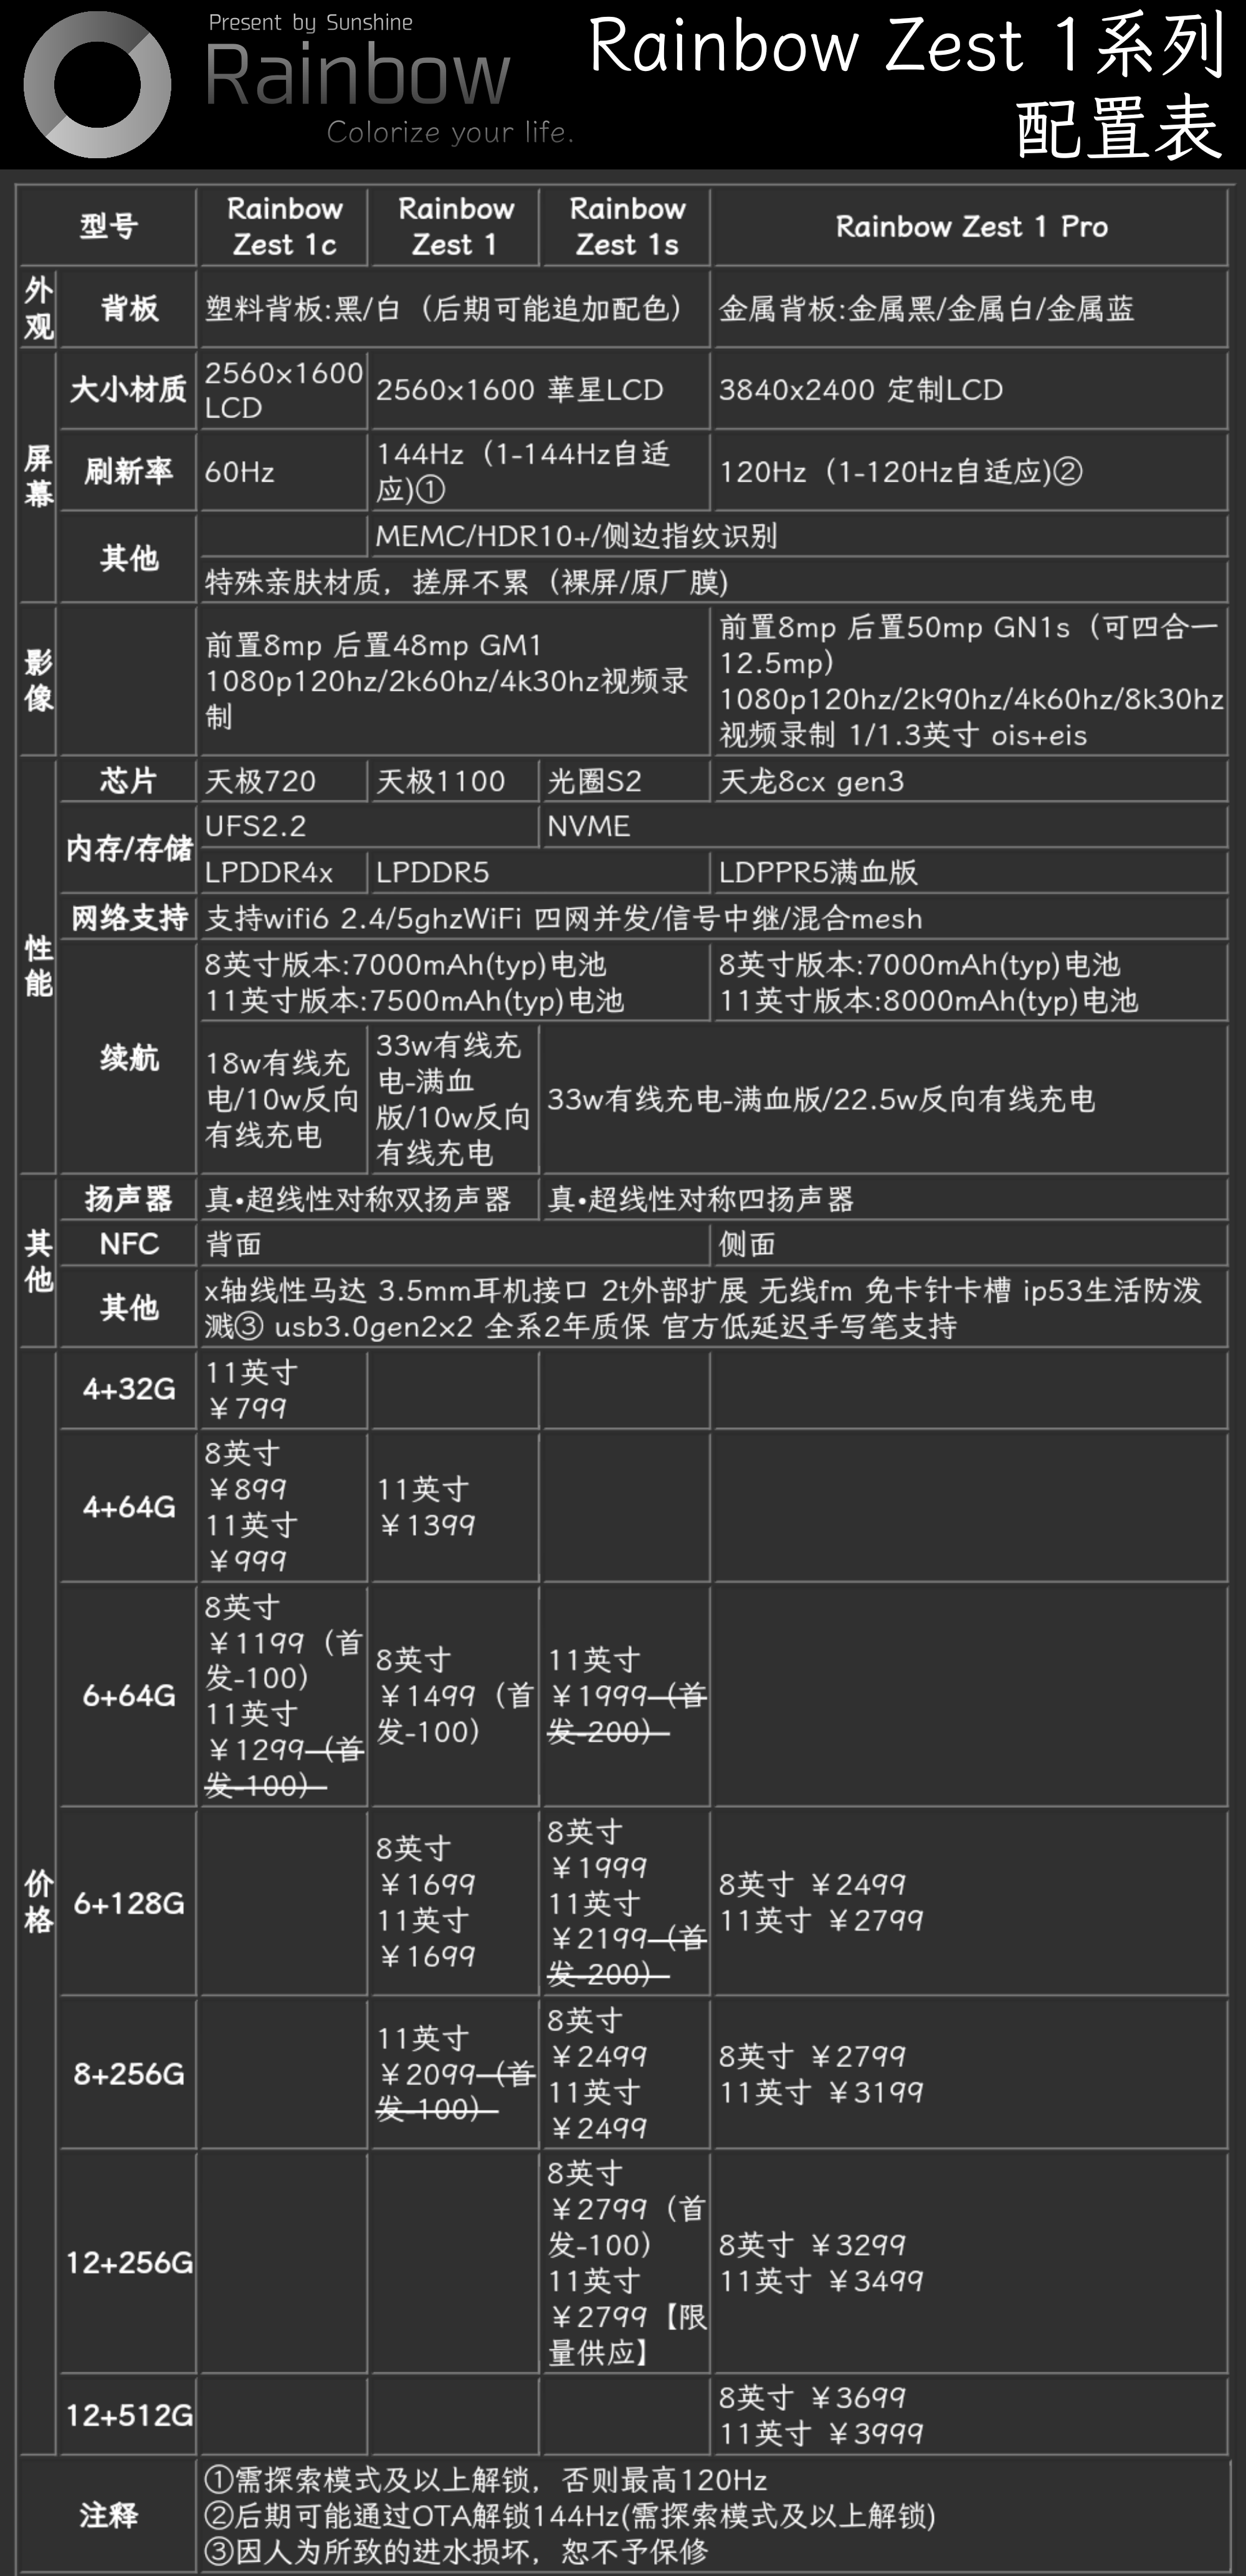 Present by Sunshine
Rainbow
Colorize your life.
Rainbow Zest 1系列
配置表
型号
Rainbow
Zest 1c
Rainbow
Zest 1
Rainbow
Zest 1s
Rainbow Zest 1 Pro
外
观
背板
塑料背板:黑/白（后期可能追加配色）
金属背板:金属黑/金属白/金属蓝
屏
幕
大小材质
2560×1600
LCD
2560×1600 華星LCD
3840x2400 定制LCD
刷新率
60Hz
144Hz（1-144Hz自适
应)①
120Hz（1-120Hz自适应)②
其他
MEMC/HDR10+/侧边指纹识别
特殊亲肤材质，搓屏不累（裸屏/原厂膜)
影
像
前置8mp 后置48mp GM1
1080p120hz/2k60hz/4k30hz视频录
制
前置8mp 后置50mp GN1s（可四合一
12.5mp）
1080p120hz/2k90hz/4k60hz/8k30hz
视频录制 1/1.3英寸 ois+eis
性
能
芯片
天极720
天极1100
光圈S2
天龙8cx gen3
内存/存储
UFS2.2
NVME
LPDDR4x
LPDDR5
LDPPR5满血版
网络支持
支持wifi6 2.4/5ghzWiFi 四网并发/信号中继/混合mesh
续航
8英寸版本:7000mAh(typ)电池
11英寸版本:7500mAh(typ)电池
8英寸版本:7000mAh(typ)电池
11英寸版本:8000mAh(typ)电池
18w有线充
电/10w反向
有线充电
33w有线充
电-满血
版/10w反向
有线充电
33w有线充电-满血版/22.5w反向有线充电
其
他
扬声器
真•超线性对称双扬声器
真•超线性对称四扬声器
NFC
背面
侧面
其他
x轴线性马达 3.5mm耳机接口 2t外部扩展 无线fm 免卡针卡槽 ip53生活防泼
溅③ usb3.0gen2x2 全系2年质保 官方低延迟手写笔支持
价
格
4+32G
11英寸
￥799
4+64G
8英寸
￥899
11英寸
￥999
11英寸
￥1399
6+64G
8英寸
￥1199（首
发-100）
11英寸
￥1299（首
发-100）
8英寸
￥1499（首
发-100）
11英寸
￥1999（首
发-200）
6+128G
8英寸
￥1699
11英寸
￥1699
8英寸
￥1999
11英寸
￥2199（首
发-200）
8英寸 ￥2499
11英寸 ￥2799
8+256G
11英寸
￥2099（首
发-100）
8英寸
￥2499
11英寸
￥2499
8英寸 ￥2799
11英寸 ￥3199
12+256G
8英寸
￥2799（首
发-100）
11英寸
￥2799【限
量供应】
8英寸 ￥3299
11英寸 ￥3499
12+512G
8英寸 ￥3699
11英寸 ￥3999
注释
①需探索模式及以上解锁，否则最高120Hz
②后期可能通过OTA解锁144Hz(需探索模式及以上解锁)
③因人为所致的进水损坏，恕不予保修